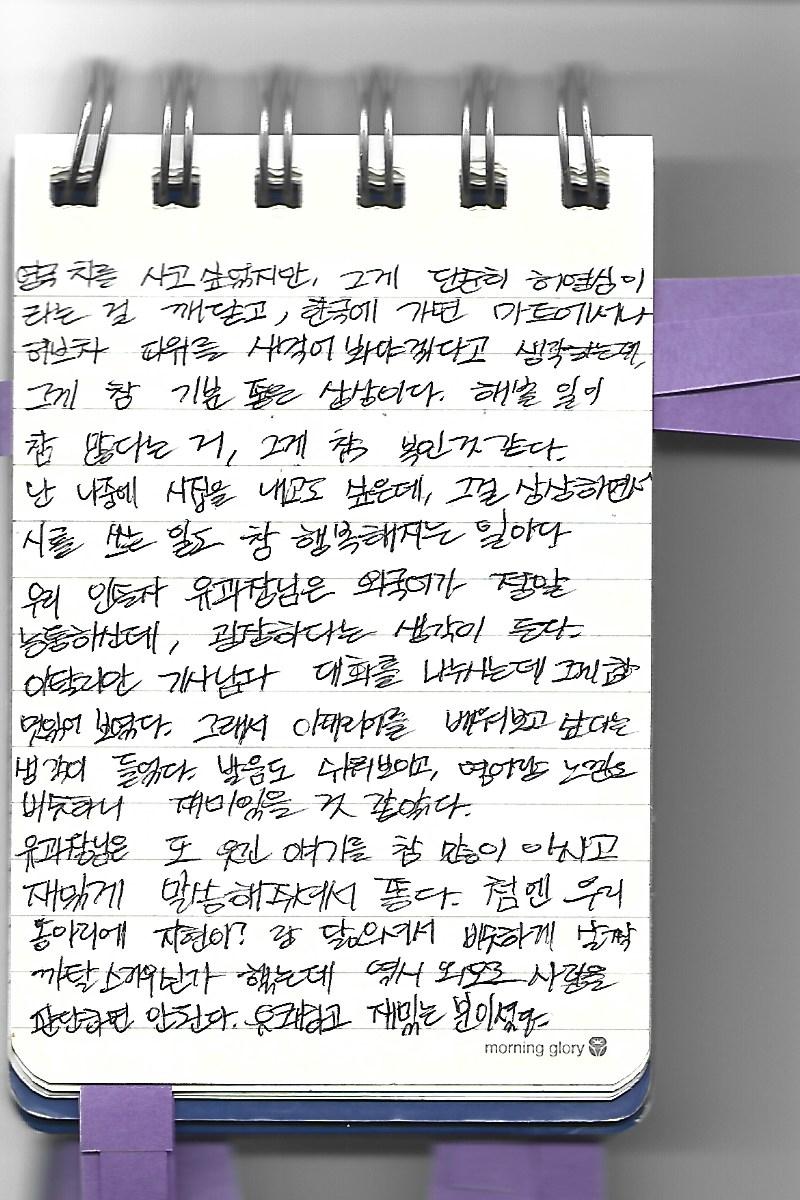 차를 사고 싶었지만, 그게 단순히 허영심이
라는 걸 깨닫고, 한국에 가면 마트에서나
허브차 따위를 새겨봐야겠다고 생각하는데,
그게 참 기분 좋은 상상이다. 해볼 일이
참 많다는 거, 그게 참 복인 것 같다.
난 나중에 시집을 내고도 싶은데, 그걸 상상하면서
시를 쓰는 일도 참 행복해지는 일이다
우리 인솔자 유과장님은 외국어가 정말
능통하신데, 굉장하다는 생각이 든다.
이탈리안 기사님과 대화를 나누시는데 그게 참
멋있어 보였다. 그래서 이태리어를 배워보고 싶다는
생각이 들었다. 발음도 쉬워보이고, 영어랑 느낌도
비슷하니 재미있을 것 같았다.
유과장님은 또 웃긴 얘기를 참 많이 아시고
재밌게 말씀해주셔서 좋다. 첨엔 우리
동아리에 지현이? 랑 닮으셔서 비슷하게 살짝
까탈스러우신가 했는데 역시 외모로 사람을
판단하면 안된다. 유쾌하고 재밌는 분이셨다.
morning glory